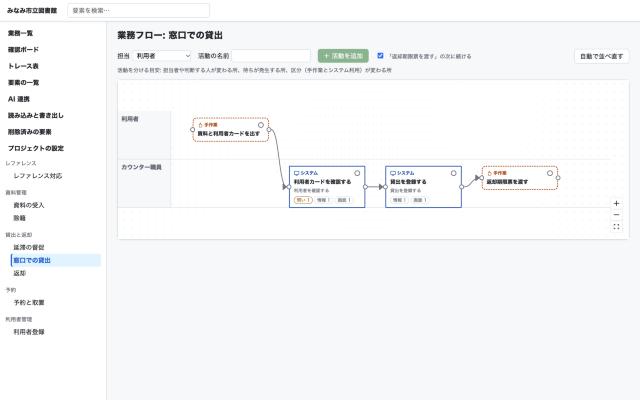 みなみ市立図書館
要素を検索…
業務一覧
確認ボード
トレース表
要素の一覧
AI 連携
読み込みと書き出し
削除済みの要素
プロジェクトの設定
レファレンス
レファレンス対応
資料管理
資料の受入
除籍
貸出と返却
延滞の督促
窓口での貸出
返却
予約
予約と取置
利用者管理
利用者登録
業務フロー: 窓口での貸出
担当 利用者 活動の名前 + 活動を追加 「返却期限票を渡す」の次に続ける 自動で並べ直す
活動を分ける目安: 担当者や判断する人が変わる所、待ちが発生する所、区分（手作業とシステム利用）が変わる所
利用者
手作業
資料と利用者カードを出す
カウンター職員
システム
利用者カードを確認する
利用者を確認する
問い 1 情報 1 画面 1
システム
貸出を登録する
貸出を登録する
情報 1 画面 1
手作業
返却期限票を渡す
+
−